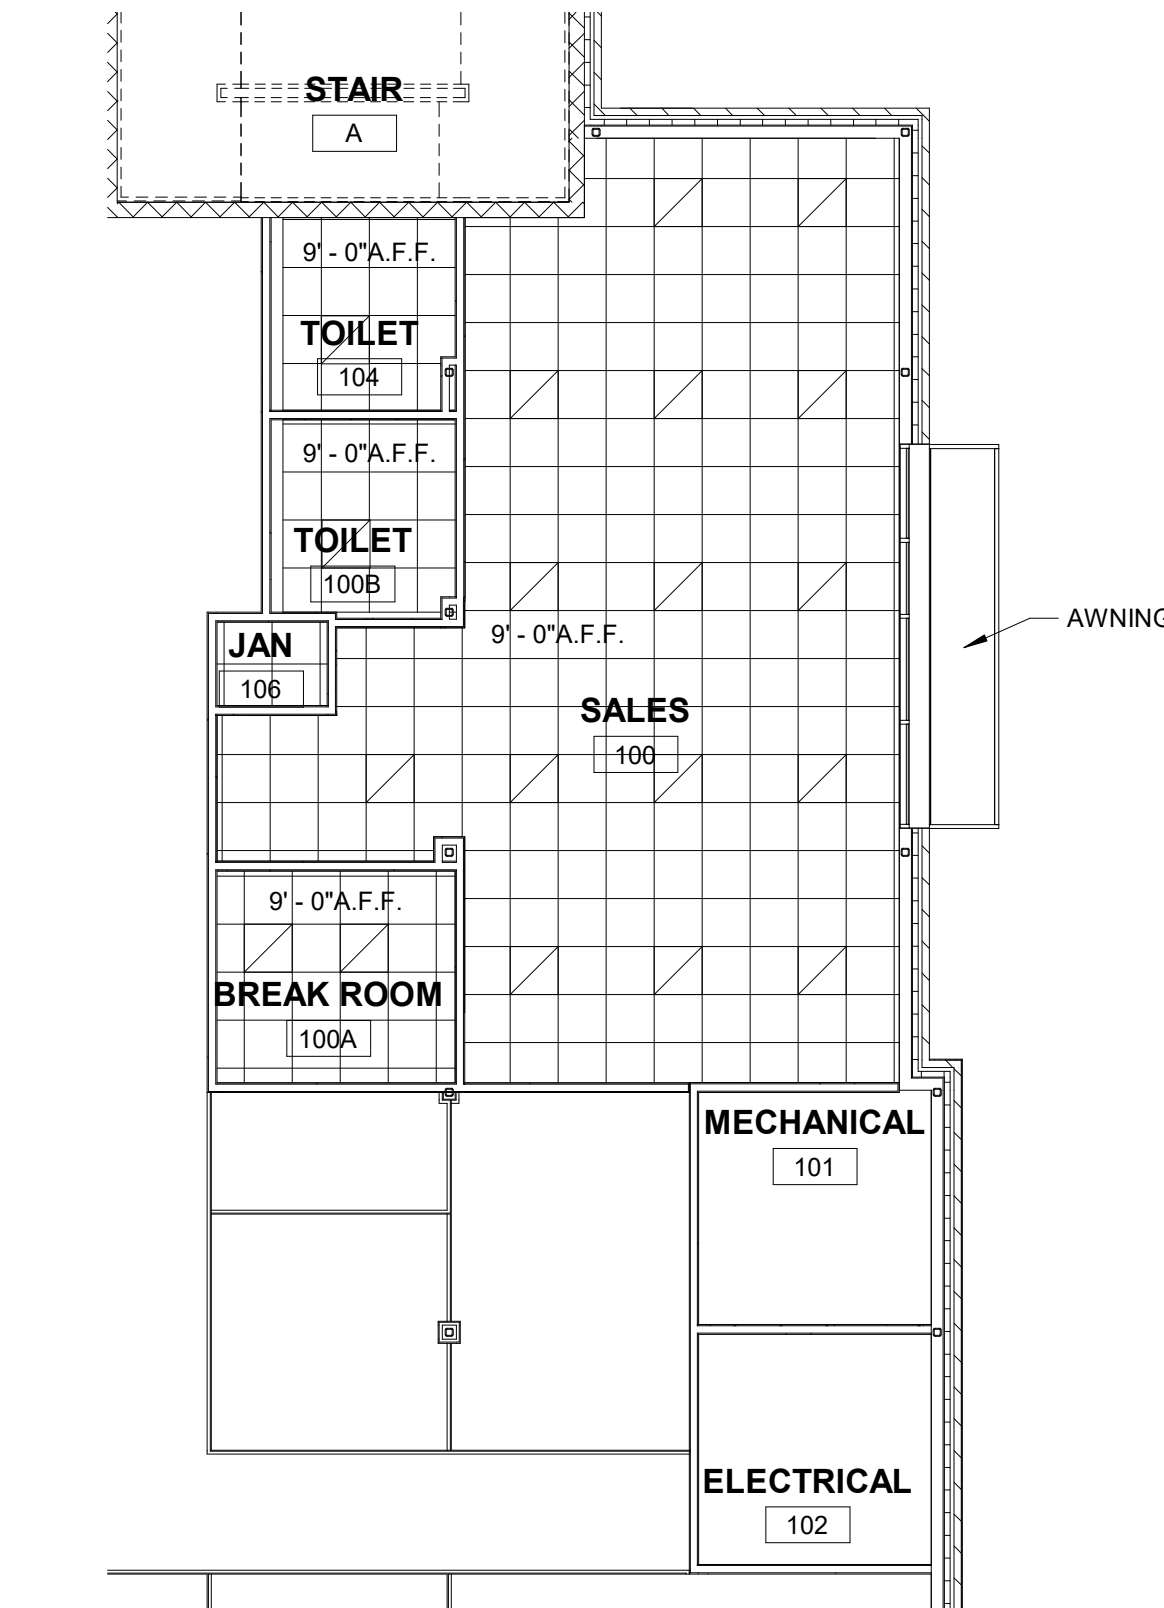 STAIR
A
9' - 0"A.F.F.
TOILET
104
9' - 0"A.F.F.
TOILET
100B
9' - 0"A.F.F.
AWNING
JAN
106
SALES
100
9' - 0"A.F.F.
BREAK ROOM
100A
MECHANICAL
101
ELECTRICAL
102